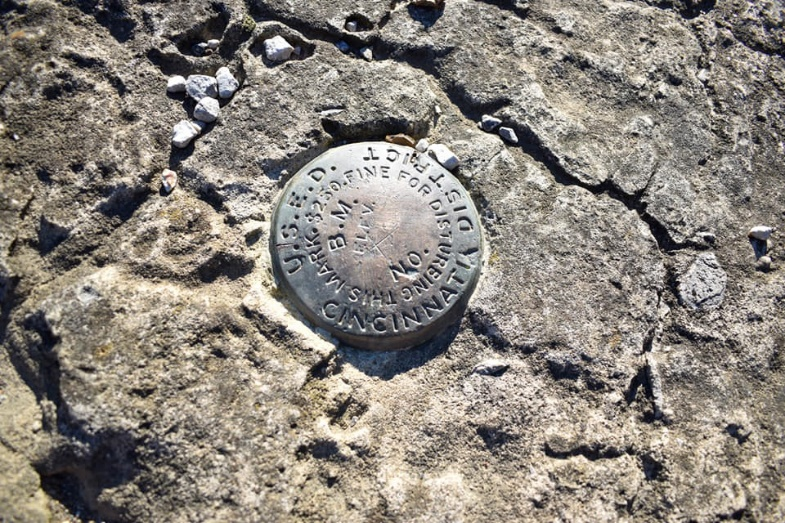 U.S.E.D.
CINCINNATI DISTRICT
$250. FINE FOR DISTURBING THIS MARK
B.M.
ELEV.
NO.